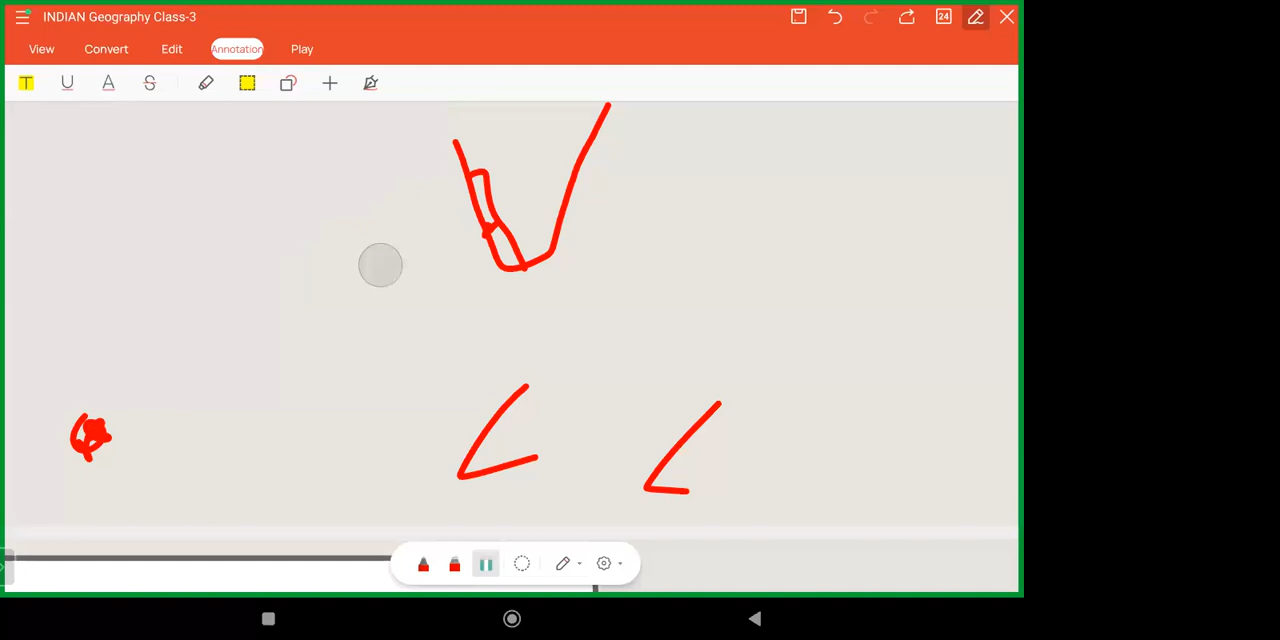 INDIAN Geography Class-3
24
View Convert Edit Annotation Play
T U A S